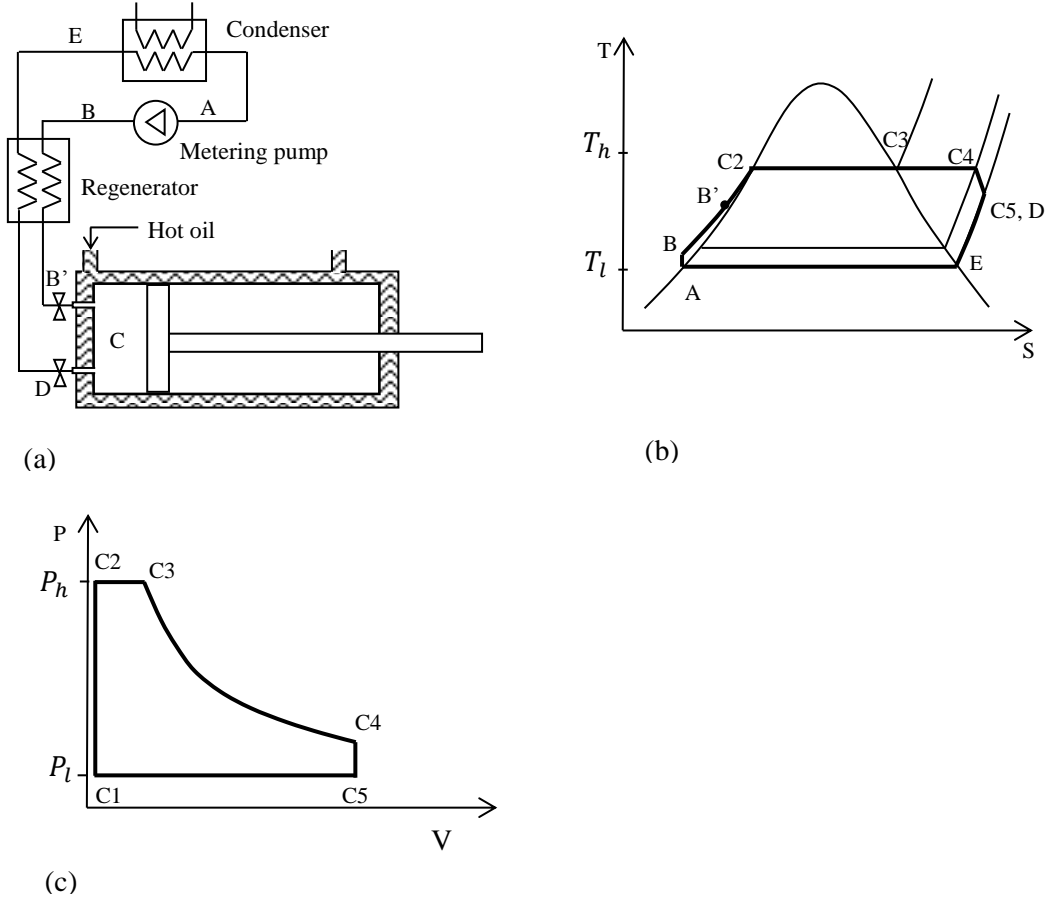 E
Condenser
B
A
Metering pump
Regenerator
Hot oil
B'
C
D
(a)
T
T_h
C2
C3
C4
B'
C5, D
B
T_l
A
E
S
(b)
P
C2
C3
P_h
C4
P_l
C1
C5
V
(c)